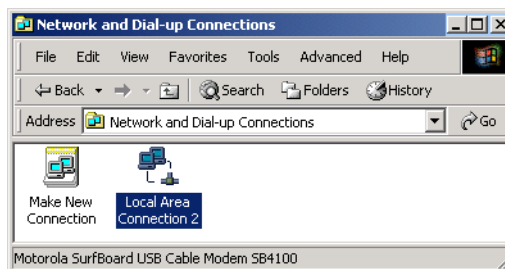 Network and Dial-up Connections
File Edit View Favorites Tools Advanced Help
Back Search Folders History
Address Network and Dial-up Connections Go
Make New Connection
Local Area Connection 2
Motorola SurfBoard USB Cable Modem SB4100